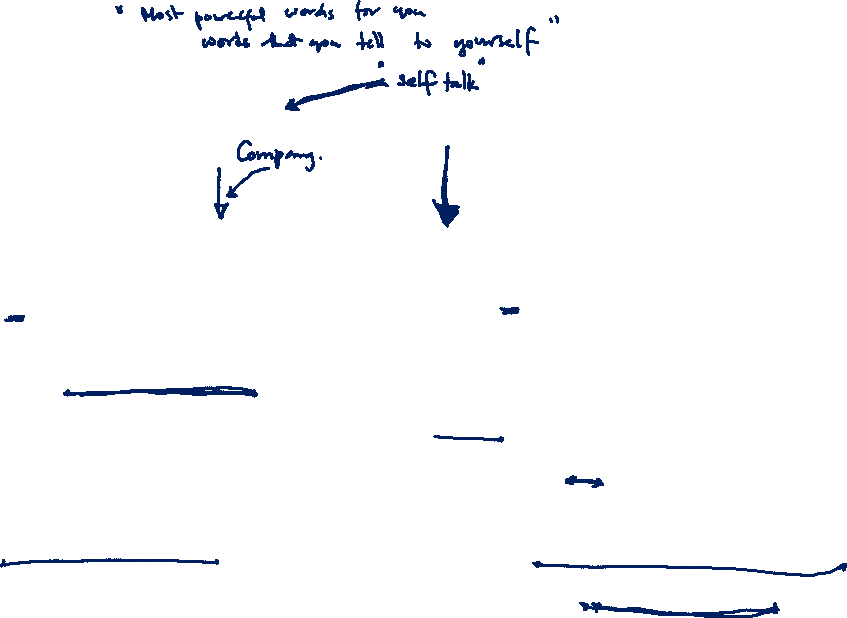 " Most powerful words for you
words that you tell to yourself "
"self talk"
Company.